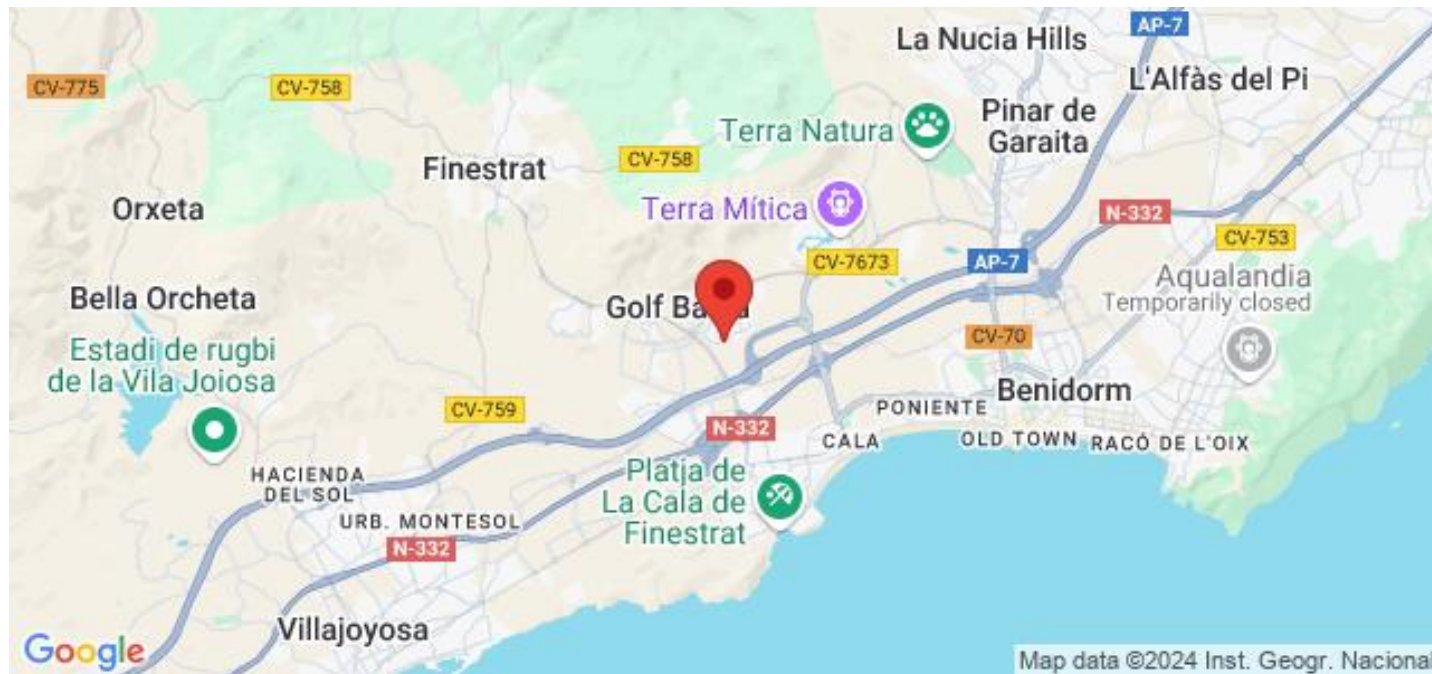 AP-7
La Nucia Hills
L'Alfàs del Pi
CV-775
CV-758
Pinar de
Garaita
Terra Natura
CV-758
Finestrat
Orxeta
Terra Mítica
N-332
CV-753
CV-7673
AP-7
Aqualandia
Temporarily closed
Bella Orcheta
Golf
Estadi de rugbi
de la Vila Joiosa
CV-70
Benidorm
CV-759
PONIENTE
N-332
CALA
OLD TOWN
RACÓ DE L'OIX
HACIENDA
DEL SOL
Platja de
La Cala de
Finestrat
URB. MONTESOL
N-332
Villajoyosa
Google
Map data ©2024 Inst. Geogr. Nacional